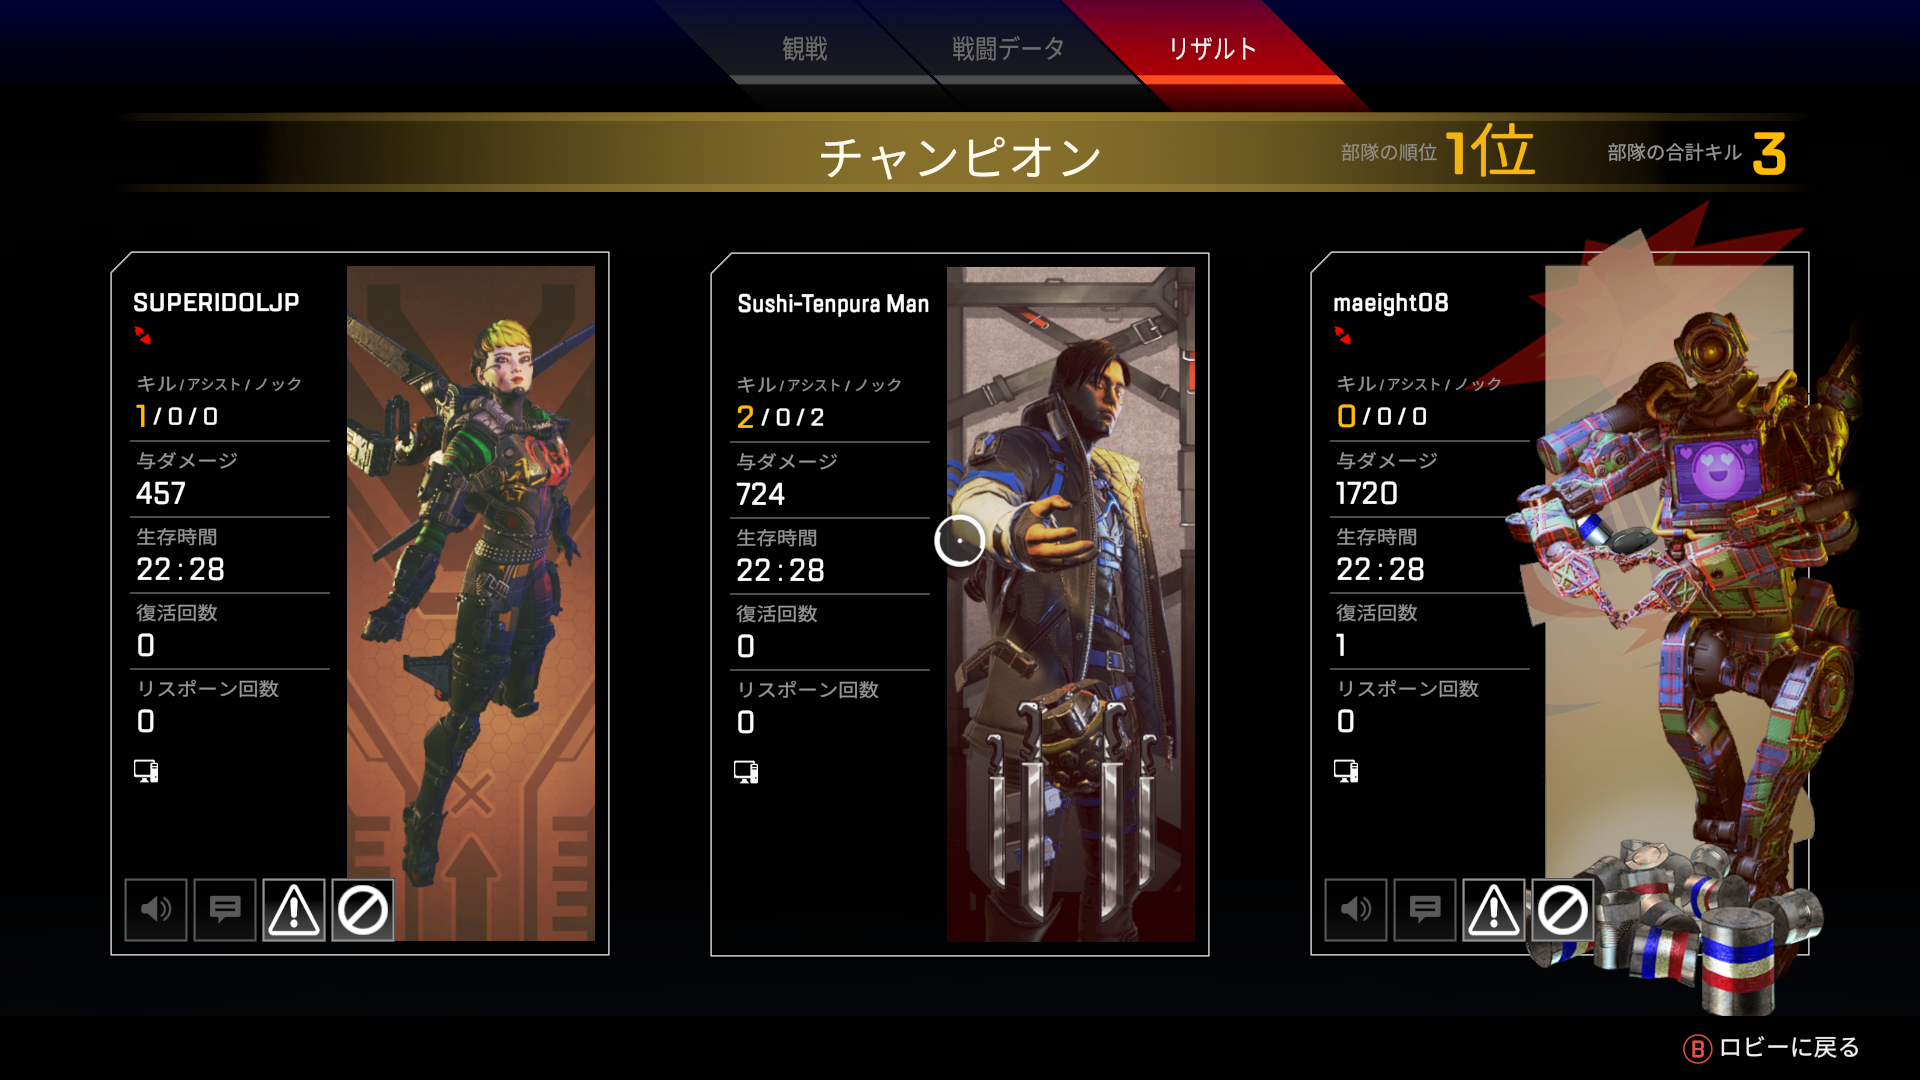 観戦
戦闘データ
リザルト
チャンピオン
部隊の順位 1位
部隊の合計キル 3
SUPERIDOLJP
キル/アシスト/ノック
1/0/0
与ダメージ
457
生存時間
22:28
復活回数
0
リスポーン回数
0
Sushi-Tenpura Man
キル/アシスト/ノック
2/0/2
与ダメージ
724
生存時間
22:28
復活回数
0
リスポーン回数
0
maeight08
キル/アシスト/ノック
0/0/0
与ダメージ
1720
生存時間
22:28
復活回数
1
リスポーン回数
0
B ロビーに戻る